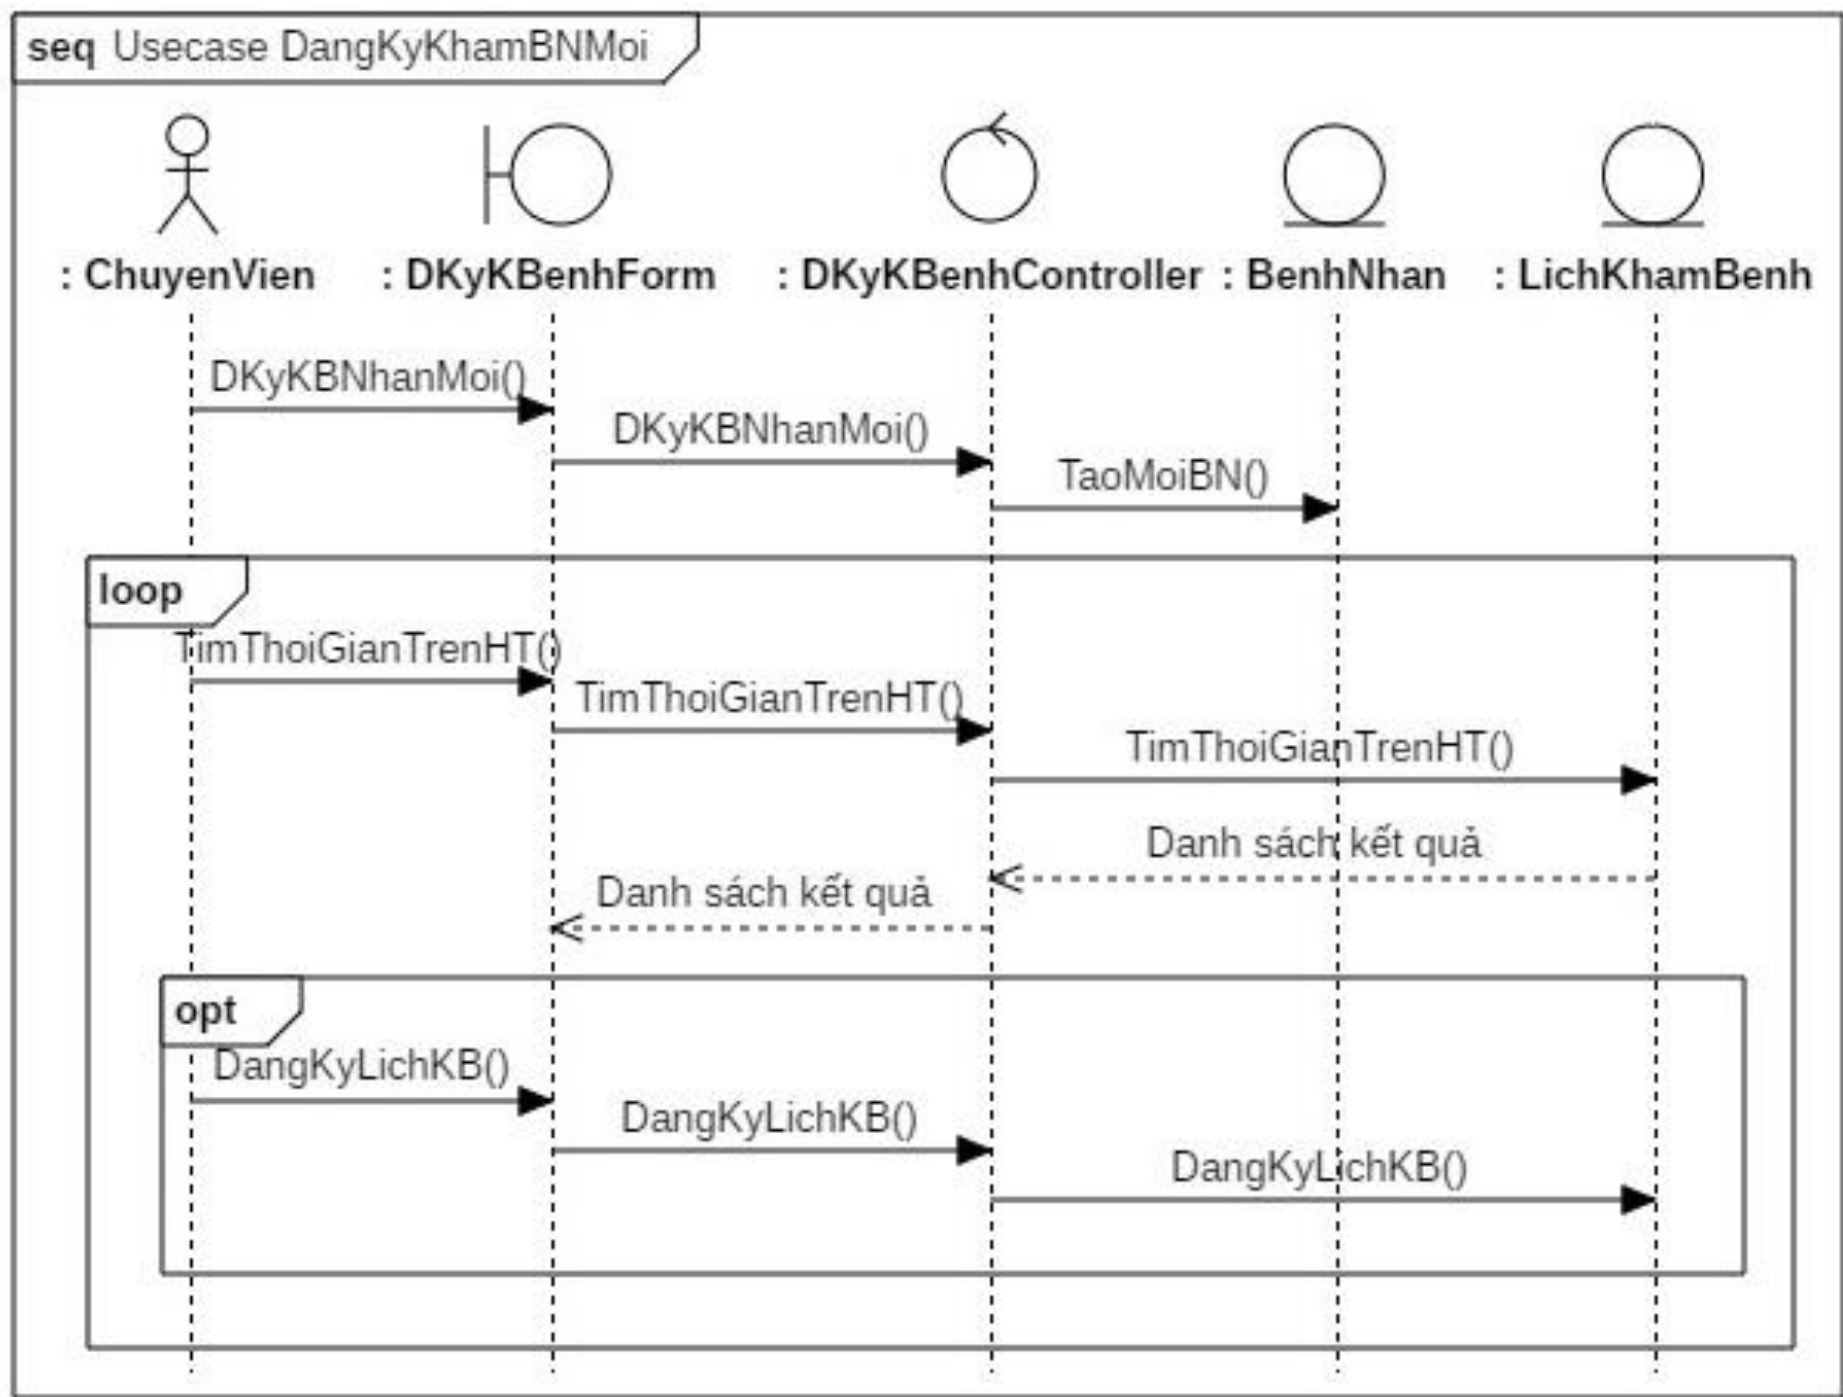 seq Usecase DangKyKhamBNMoi
: ChuyenVien
: DKyKBenhForm
: DKyKBenhController
: BenhNhan
: LichKhamBenh
DKyKBNhanMoi()
DKyKBNhanMoi()
TaoMoiBN()
loop
TimThoiGianTrenHT()
TimThoiGianTrenHT()
TimThoiGianTrenHT()
Danh sách kết quả
Danh sách kết quả
opt
DangKyLichKB()
DangKyLichKB()
DangKyLichKB()